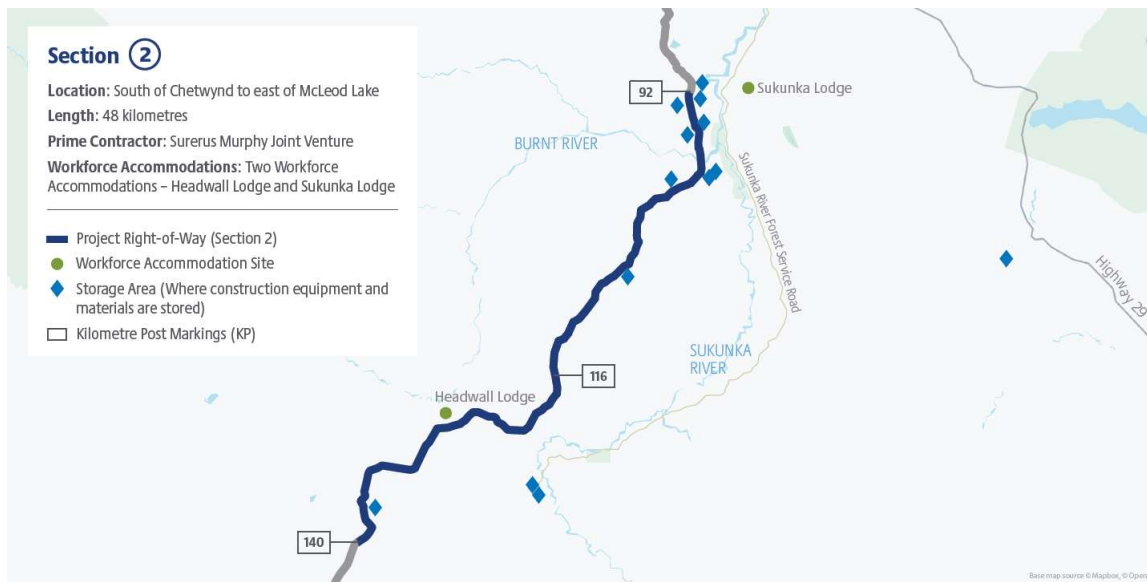 Section 2
Location: South of Chetwynd to east of McLeod Lake
Length: 48 kilometres
Prime Contractor: Surerus Murphy Joint Venture
Workforce Accommodations: Two Workforce
Accommodations – Headwall Lodge and Sukunka Lodge
Project Right-of-Way (Section 2)
Workforce Accommodation Site
Storage Area (Where construction equipment and
materials are stored)
Kilometre Post Markings (KP)
92
Sukunka Lodge
BURNT RIVER
Sukunka River Forest Service Road
Highway 29
SUKUNKA
RIVER
116
Headwall Lodge
140
Base map source © Mapbox, © Open